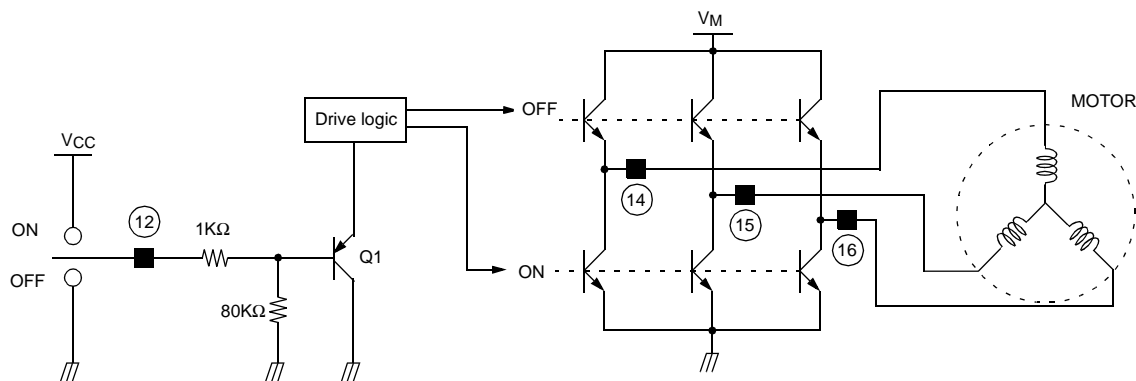 VM
OFF
MOTOR
Drive logic
VCC
14
12
15
ON
1KΩ
16
Q1
OFF
ON
80KΩ